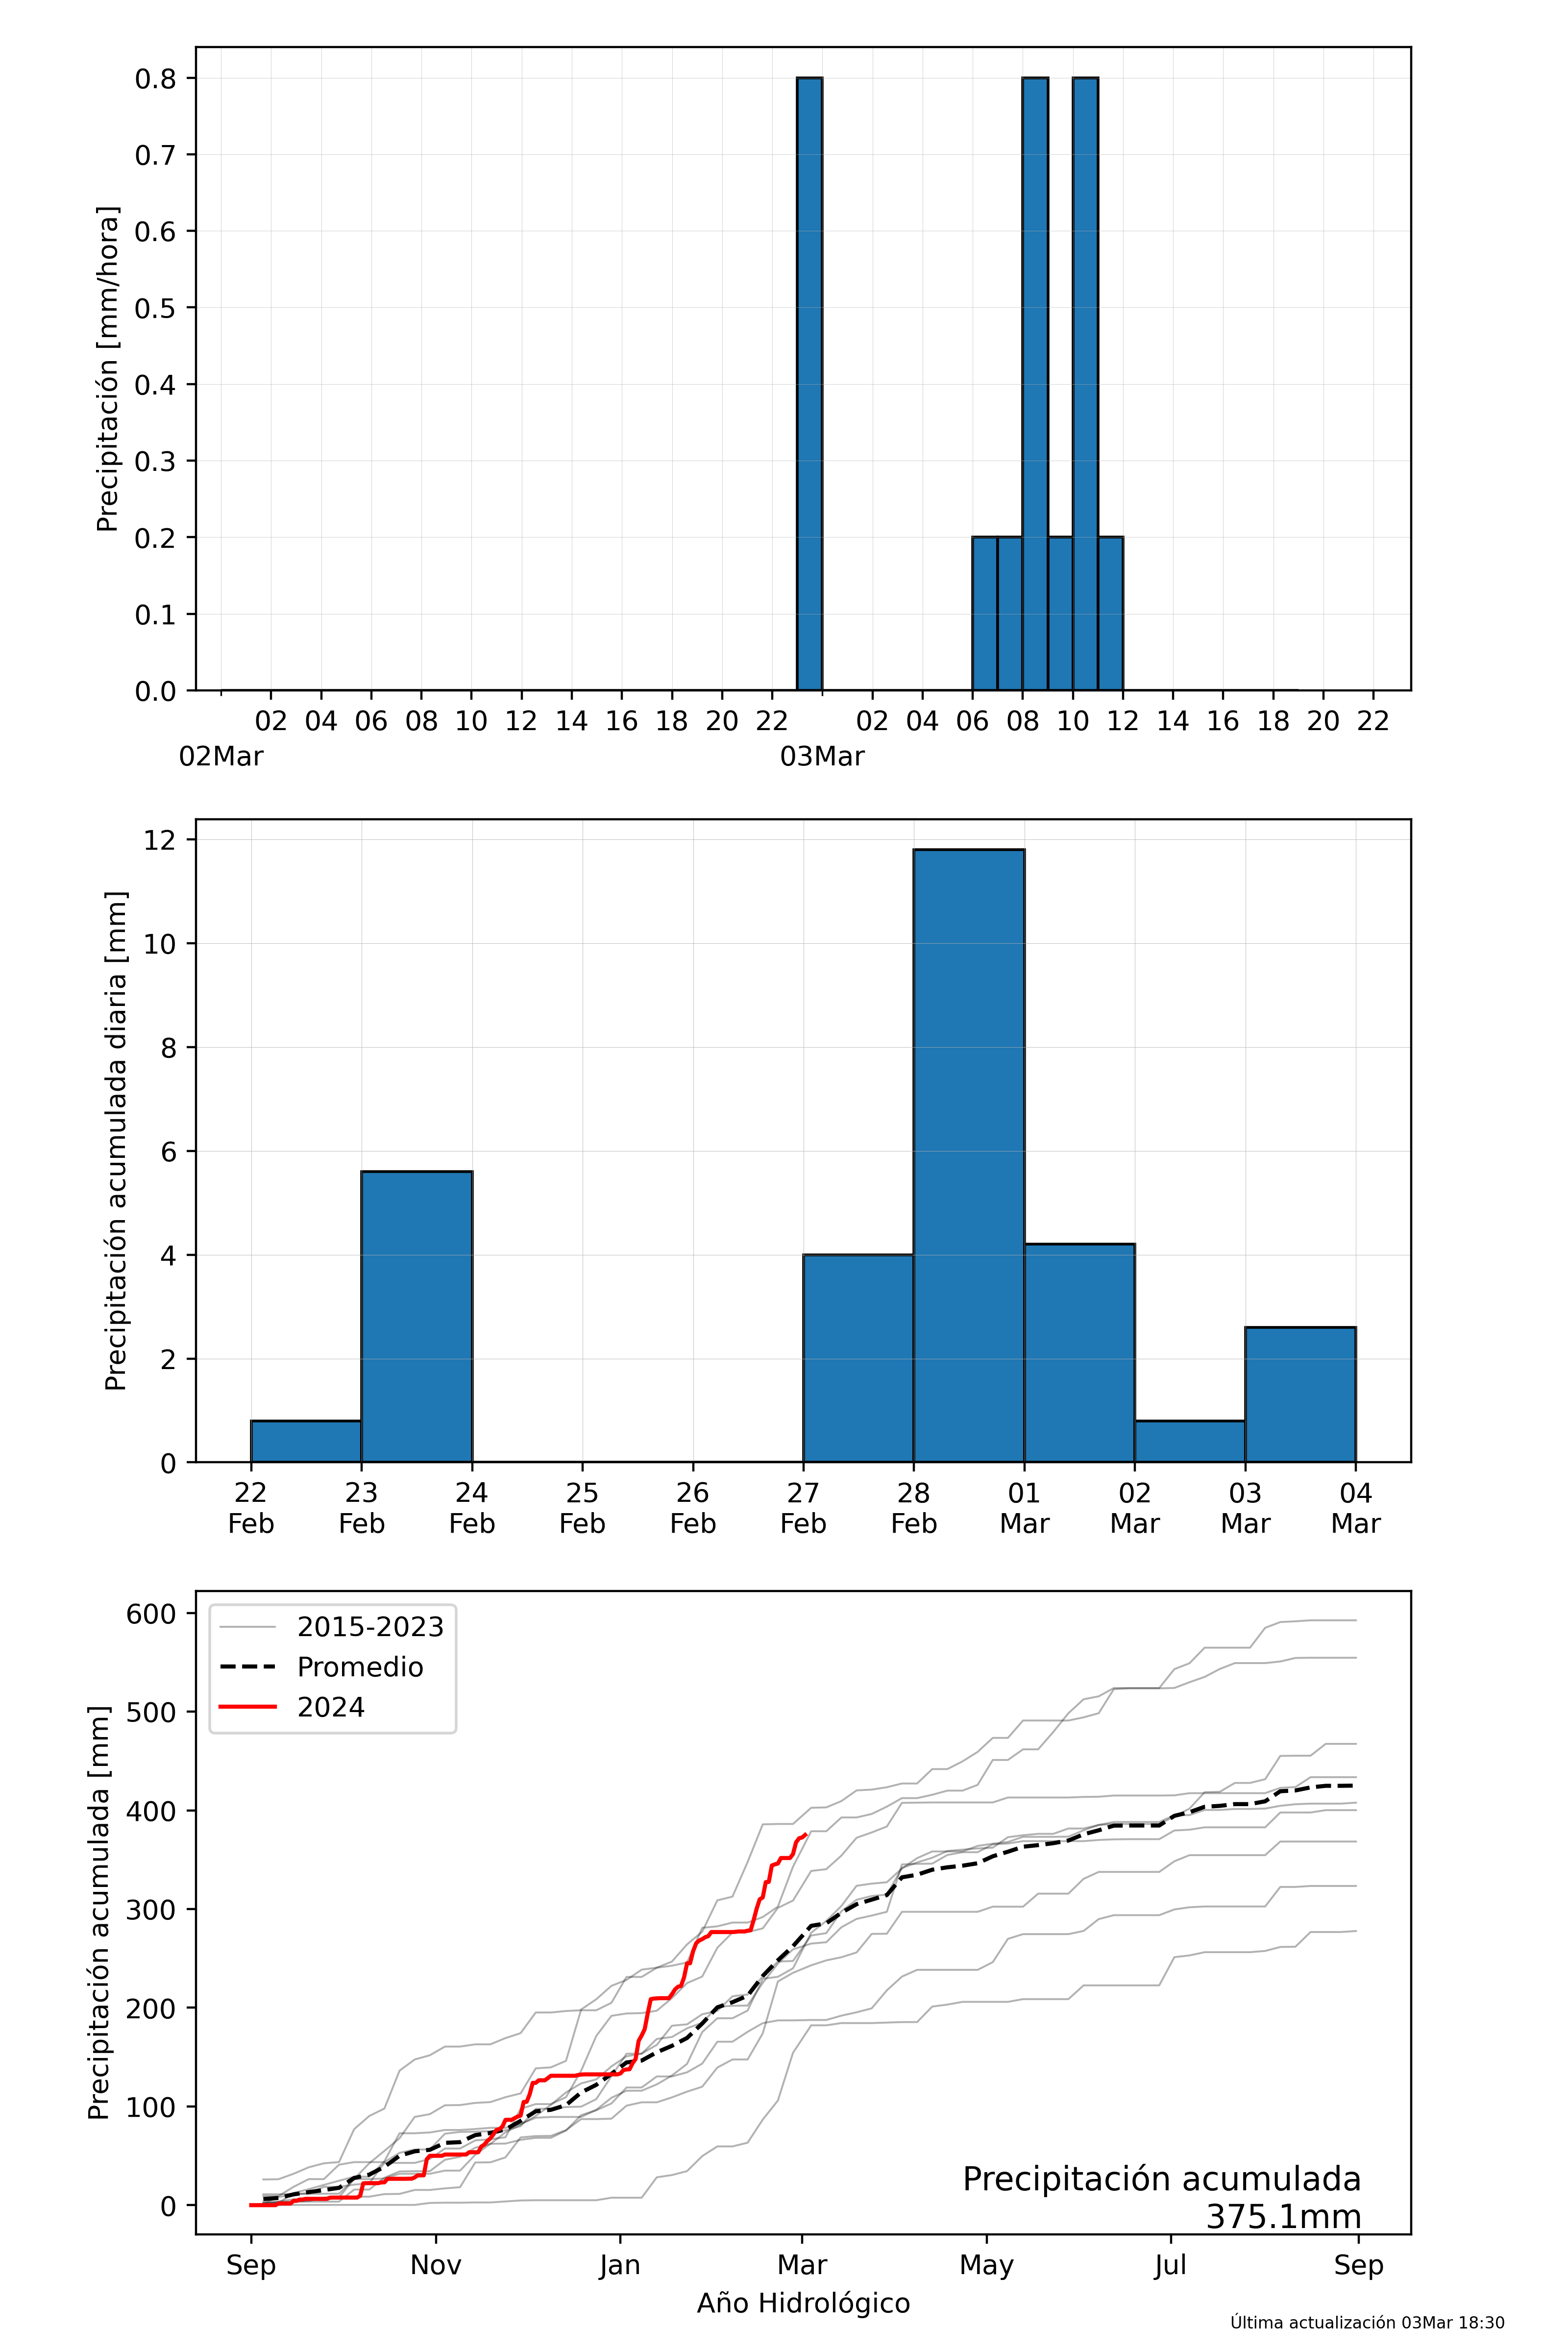 Precipitación [mm/hora]
0.8
0.7
0.6
0.5
0.4
0.3
0.2
0.1
0.0
02 04 06 08 10 12 14 16 18 20 22 02 04 06 08 10 12 14 16 18 20 22
02Mar 03Mar
Precipitación acumulada diaria [mm]
12
10
8
6
4
2
0
22 23 24 25 26 27 28 01 02 03 04
Feb Feb Feb Feb Feb Feb Feb Mar Mar Mar Mar
Precipitación acumulada [mm]
600
500
400
300
200
100
0
2015-2023
Promedio
2024
Precipitación acumulada
375.1mm
Sep Nov Jan Mar May Jul Sep
Año Hidrológico
Última actualización 03Mar 18:30